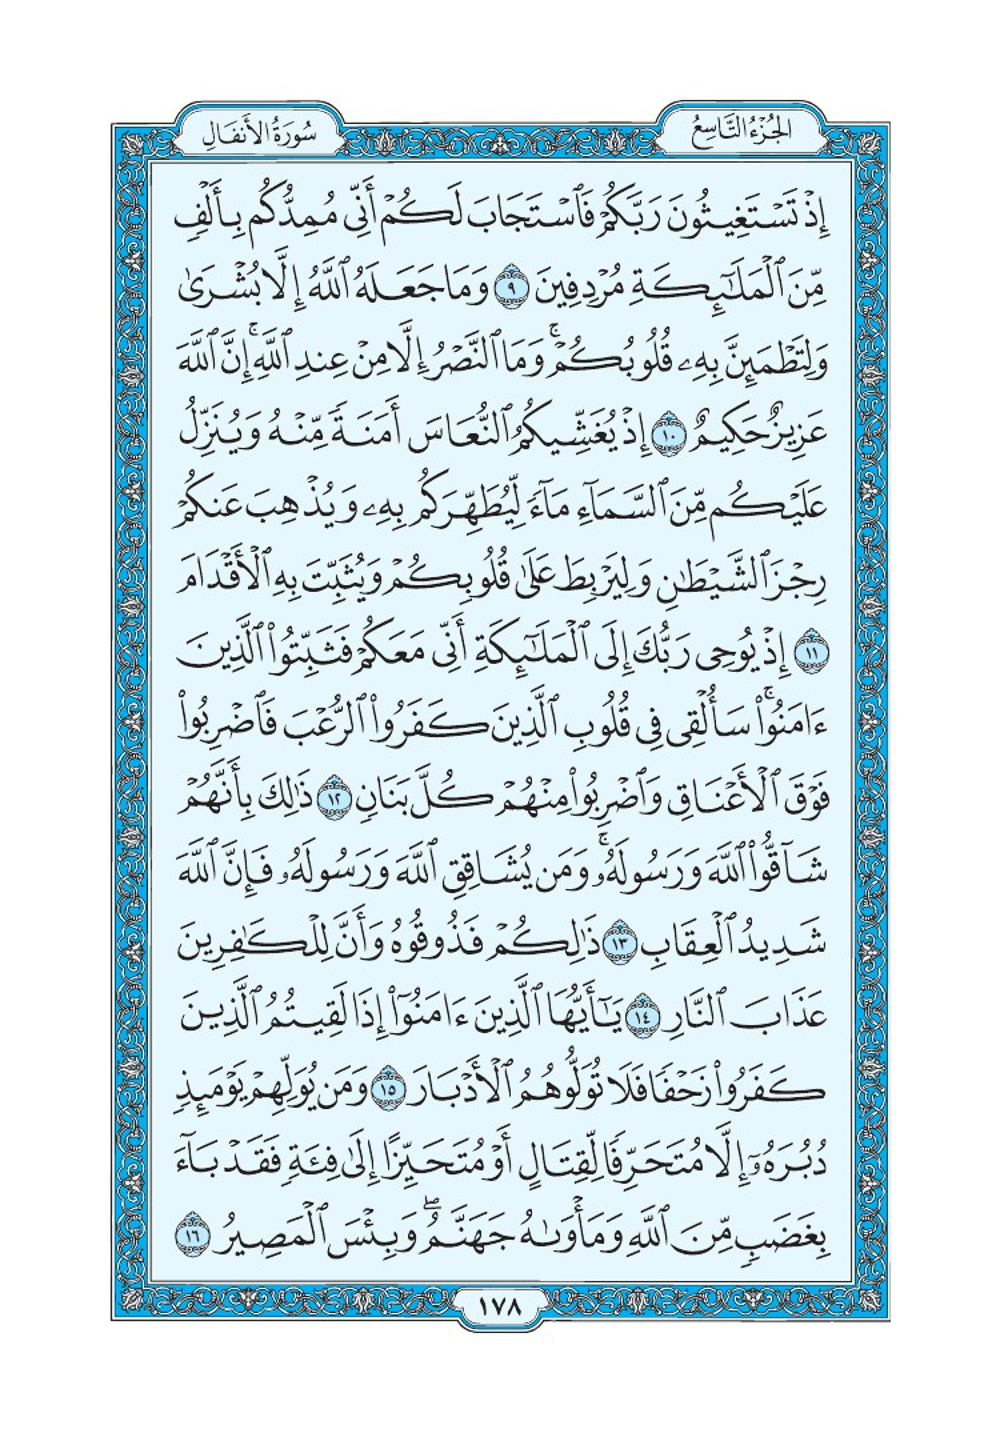 الجُزْءُ التَّاسِعُ
سُورَةُ الأَنفَالِ
إِذْ تَسْتَغِيثُونَ رَبَّكُمْ فَٱسْتَجَابَ لَكُمْ أَنِّي مُمِدُّكُم بِأَلْفٖ
مِّنَ ٱلْمَلَٰٓئِكَةِ مُرْدِفِينَ ٩ وَمَا جَعَلَهُ ٱللَّهُ إِلَّا بُشْرَىٰ
وَلِتَطْمَئِنَّ بِهِۦ قُلُوبُكُمْۚ وَمَا ٱلنَّصْرُ إِلَّا مِنْ عِندِ ٱللَّهِۚ إِنَّ ٱللَّهَ
عَزِيزٌ حَكِيمٌ ١٠ إِذْ يُغَشِّيكُمُ ٱلنُّعَاسَ أَمَنَةٗ مِّنْهُ وَيُنَزِّلُ
عَلَيْكُم مِّنَ ٱلسَّمَآءِ مَآءٗ لِّيُطَهِّرَكُم بِهِۦ وَيُذْهِبَ عَنكُمْ
رِجْزَ ٱلشَّيْطَٰنِ وَلِيَرْبِطَ عَلَىٰ قُلُوبِكُمْ وَيُثَبِّتَ بِهِ ٱلْأَقْدَامَ
١١ إِذْ يُوحِي رَبُّكَ إِلَى ٱلْمَلَٰٓئِكَةِ أَنِّي مَعَكُمْ فَثَبِّتُوا۟ ٱلَّذِينَ
ءَامَنُوا۟ۚ سَأُلْقِي فِي قُلُوبِ ٱلَّذِينَ كَفَرُوا۟ ٱلرُّعْبَ فَٱضْرِبُوا۟
فَوْقَ ٱلْأَعْنَاقِ وَٱضْرِبُوا۟ مِنْهُمْ كُلَّ بَنَانٖ ١٢ ذَٰلِكَ بِأَنَّهُمْ
شَآقُّوا۟ ٱللَّهَ وَرَسُولَهُۥۚ وَمَن يُشَاقِقِ ٱللَّهَ وَرَسُولَهُۥ فَإِنَّ ٱللَّهَ
شَدِيدُ ٱلْعِقَابِ ١٣ ذَٰلِكُمْ فَذُوقُوهُ وَأَنَّ لِلْكَٰفِرِينَ
عَذَابَ ٱلنَّارِ ١٤ يَٰٓأَيُّهَا ٱلَّذِينَ ءَامَنُوٓا۟ إِذَا لَقِيتُمُ ٱلَّذِينَ
كَفَرُوا۟ زَحْفٗا فَلَا تُوَلُّوهُمُ ٱلْأَدْبَارَ ١٥ وَمَن يُوَلِّهِمْ يَوْمَئِذٖ
دُبُرَهُۥٓ إِلَّا مُتَحَرِّفٗا لِّقِتَالٍ أَوْ مُتَحَيِّزًا إِلَىٰ فِئَةٖ فَقَدْ بَآءَ
بِغَضَبٖ مِّنَ ٱللَّهِ وَمَأْوَىٰهُ جَهَنَّمُۖ وَبِئْسَ ٱلْمَصِيرُ ١٦
١٧٨